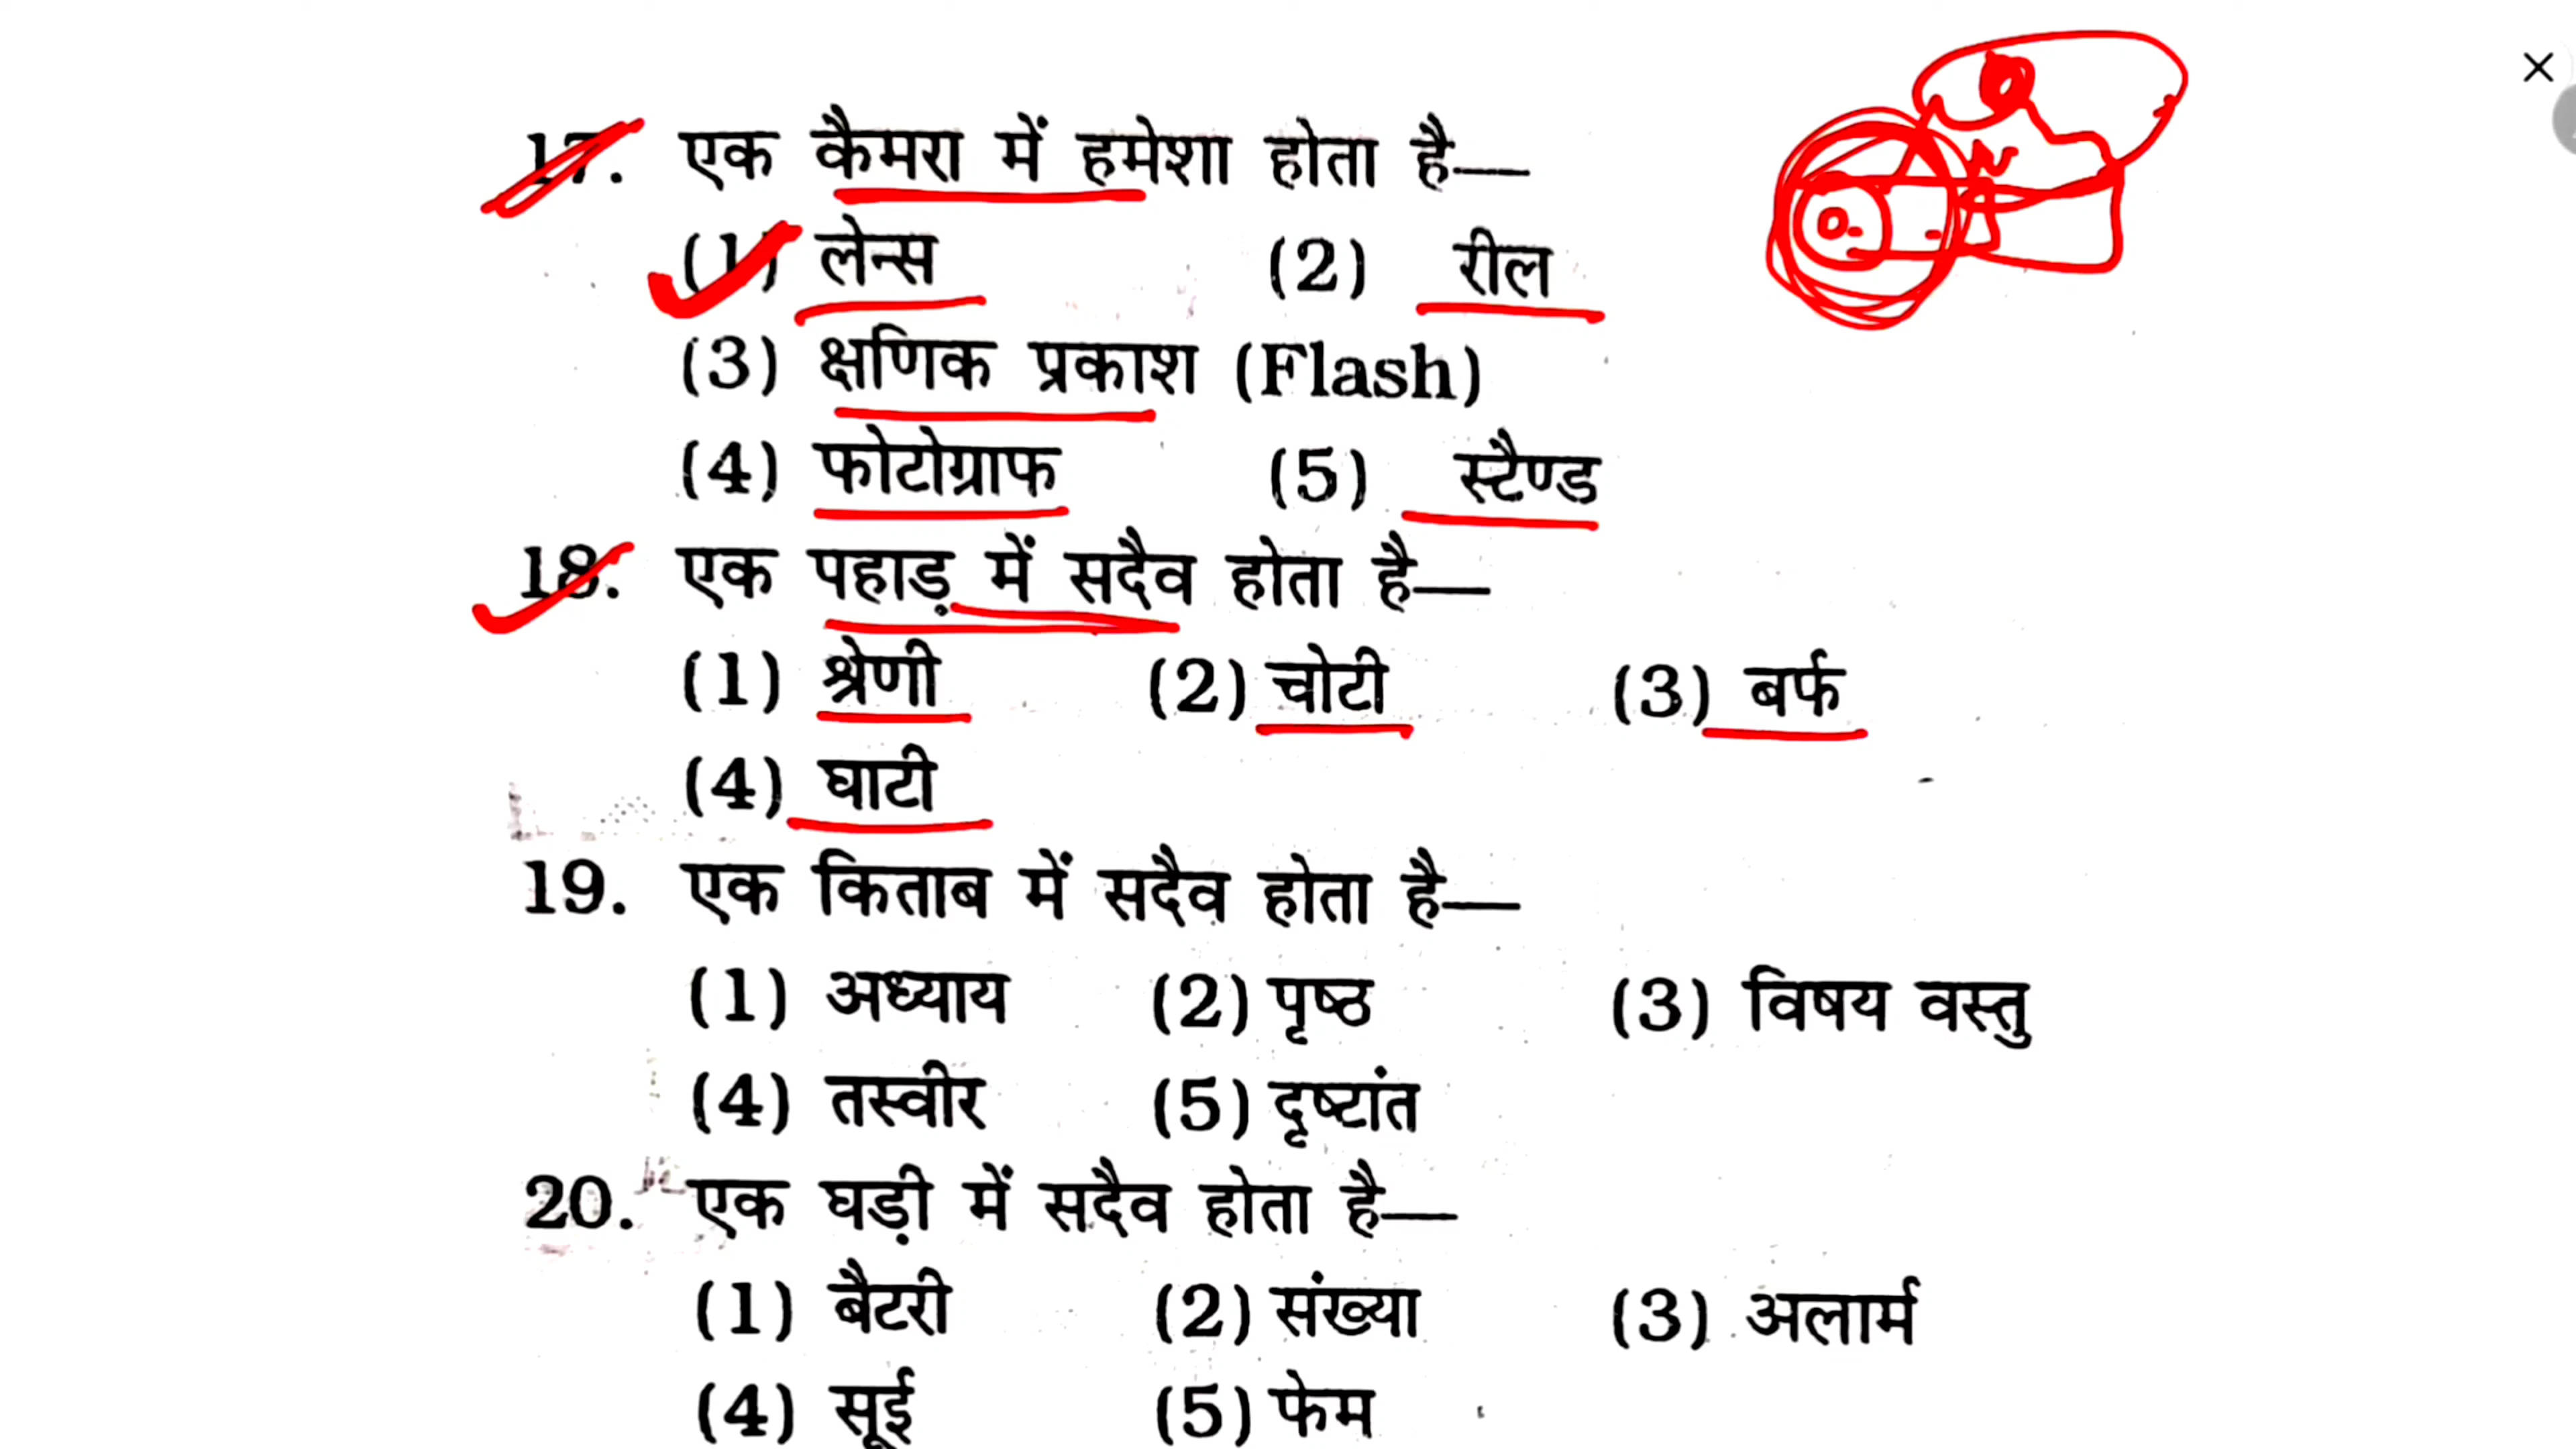 17. एक कैमरा में हमेशा होता है—
(1) लेन्स (2) रील
(3) क्षणिक प्रकाश (Flash)
(4) फोटोग्राफ (5) स्टैण्ड
18. एक पहाड़ में सदैव होता है—
(1) श्रेणी (2) चोटी (3) बर्फ
(4) घाटी
19. एक किताब में सदैव होता है—
(1) अध्याय (2) पृष्ठ (3) विषय वस्तु
(4) तस्वीर (5) दृष्टांत
20. एक घड़ी में सदैव होता है—
(1) बैटरी (2) संख्या (3) अलार्म
(4) सूई (5) फेम